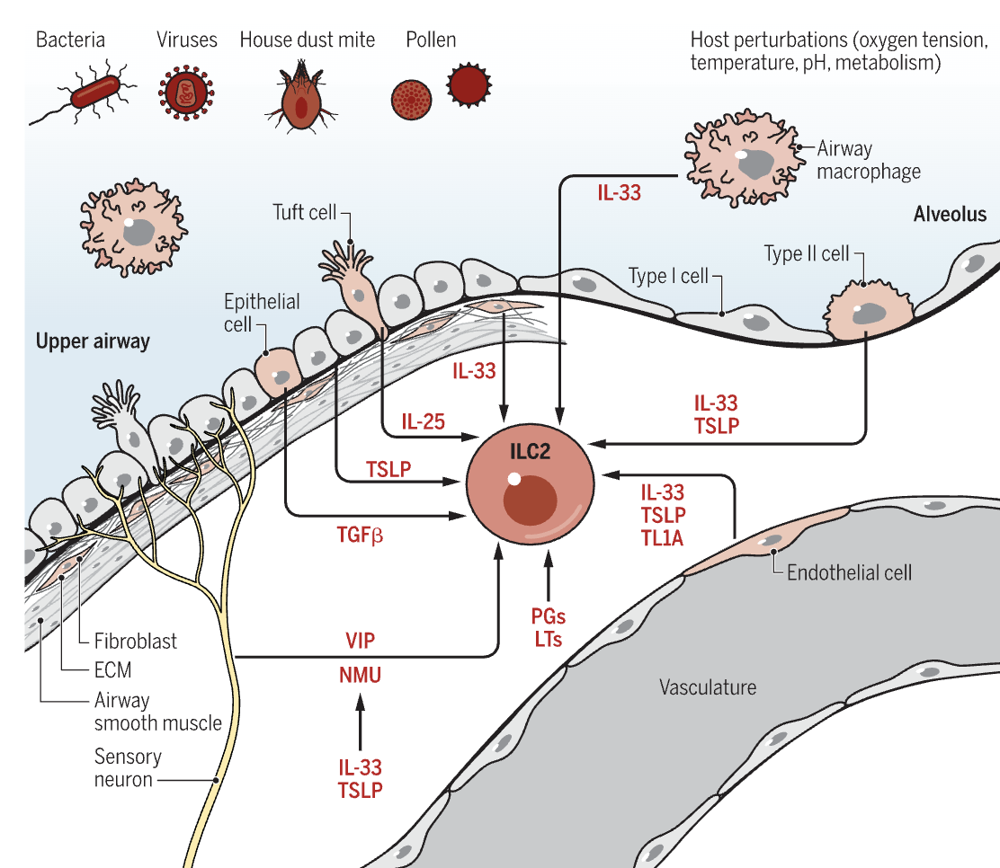 Bacteria
Viruses
House dust mite
Pollen
Host perturbations (oxygen tension,
temperature, pH, metabolism)
Airway
macrophage
IL-33
Alveolus
Tuft cell
Type II cell
Type I cell
Epithelial
cell
Upper airway
IL-33
IL-33
TSLP
IL-25
ILC2
TSLP
IL-33
TSLP
TL1A
TGFβ
Endothelial cell
PGs
LTs
Fibroblast
VIP
ECM
NMU
Vasculature
Airway
smooth muscle
Sensory
neuron
IL-33
TSLP